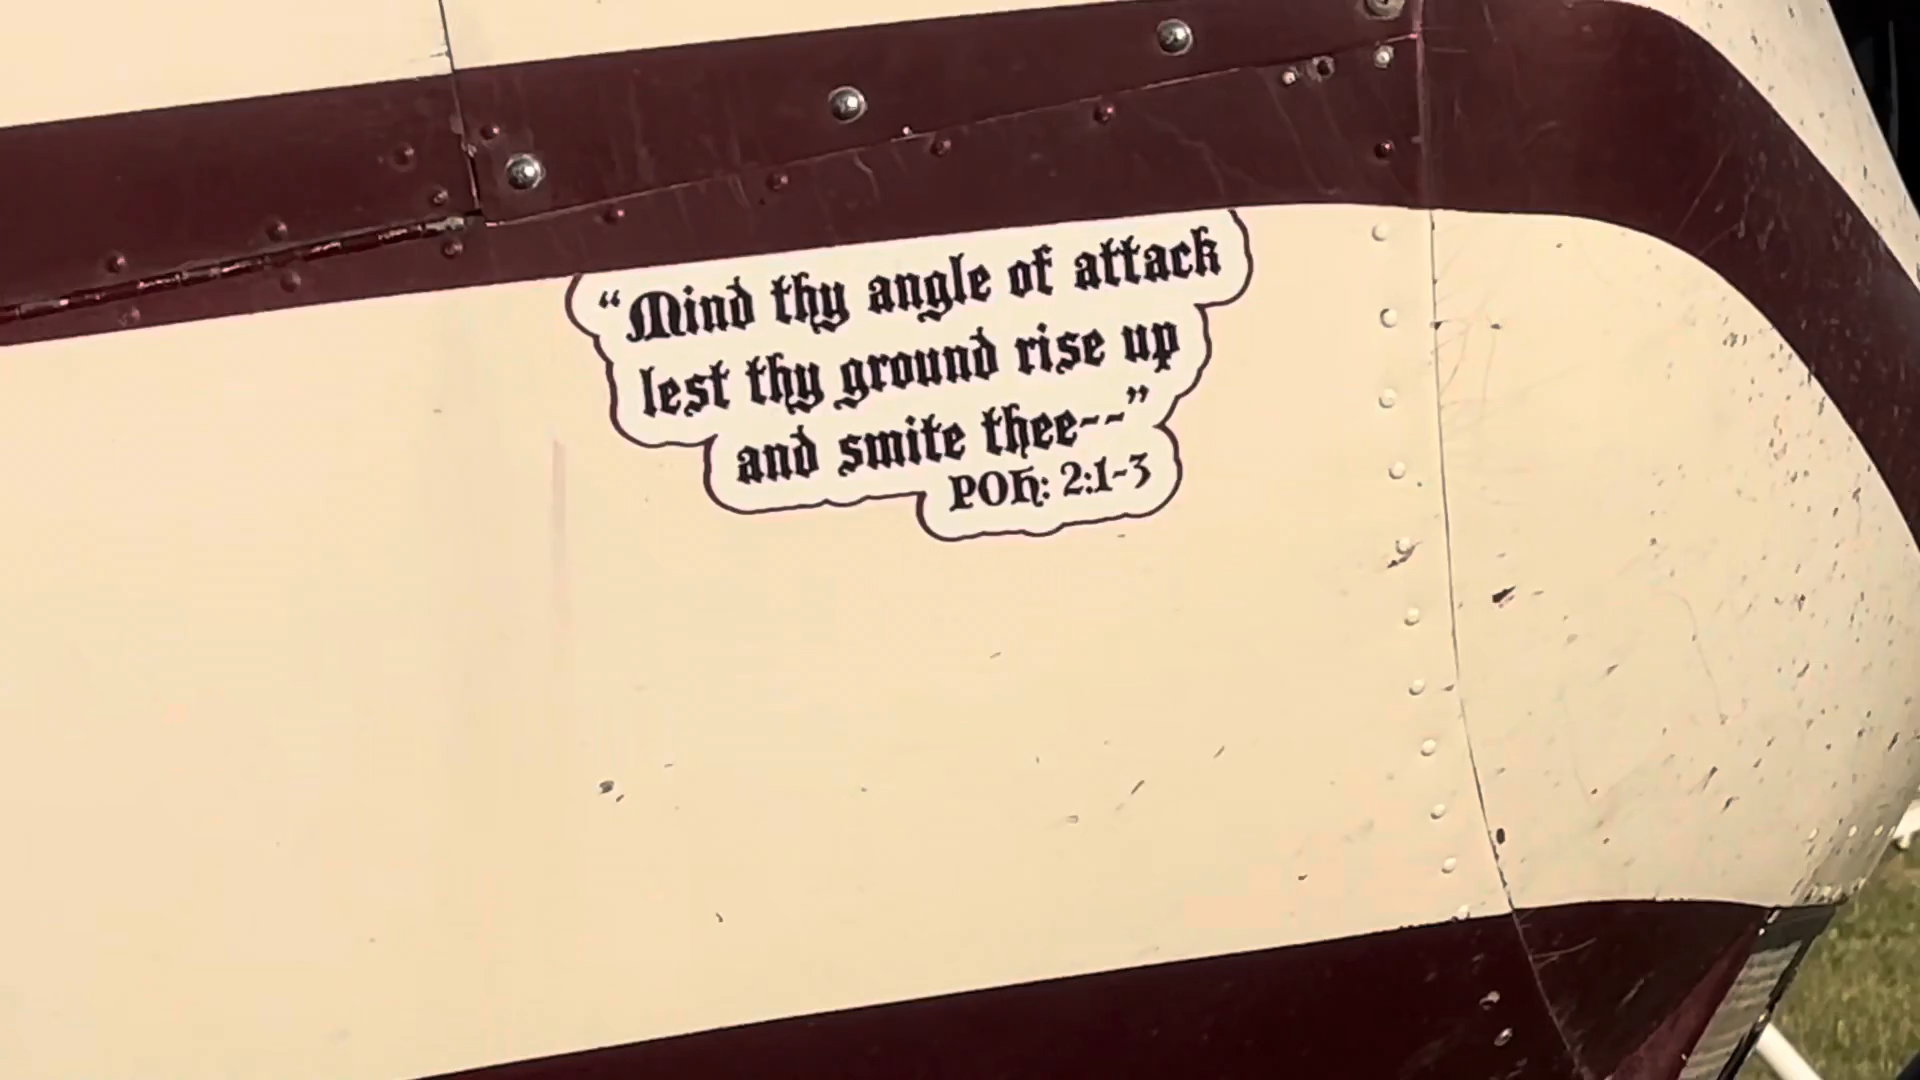 “Mind thy angle of attack
lest thy ground rise up
and smite thee--”
POH: 2:1-3